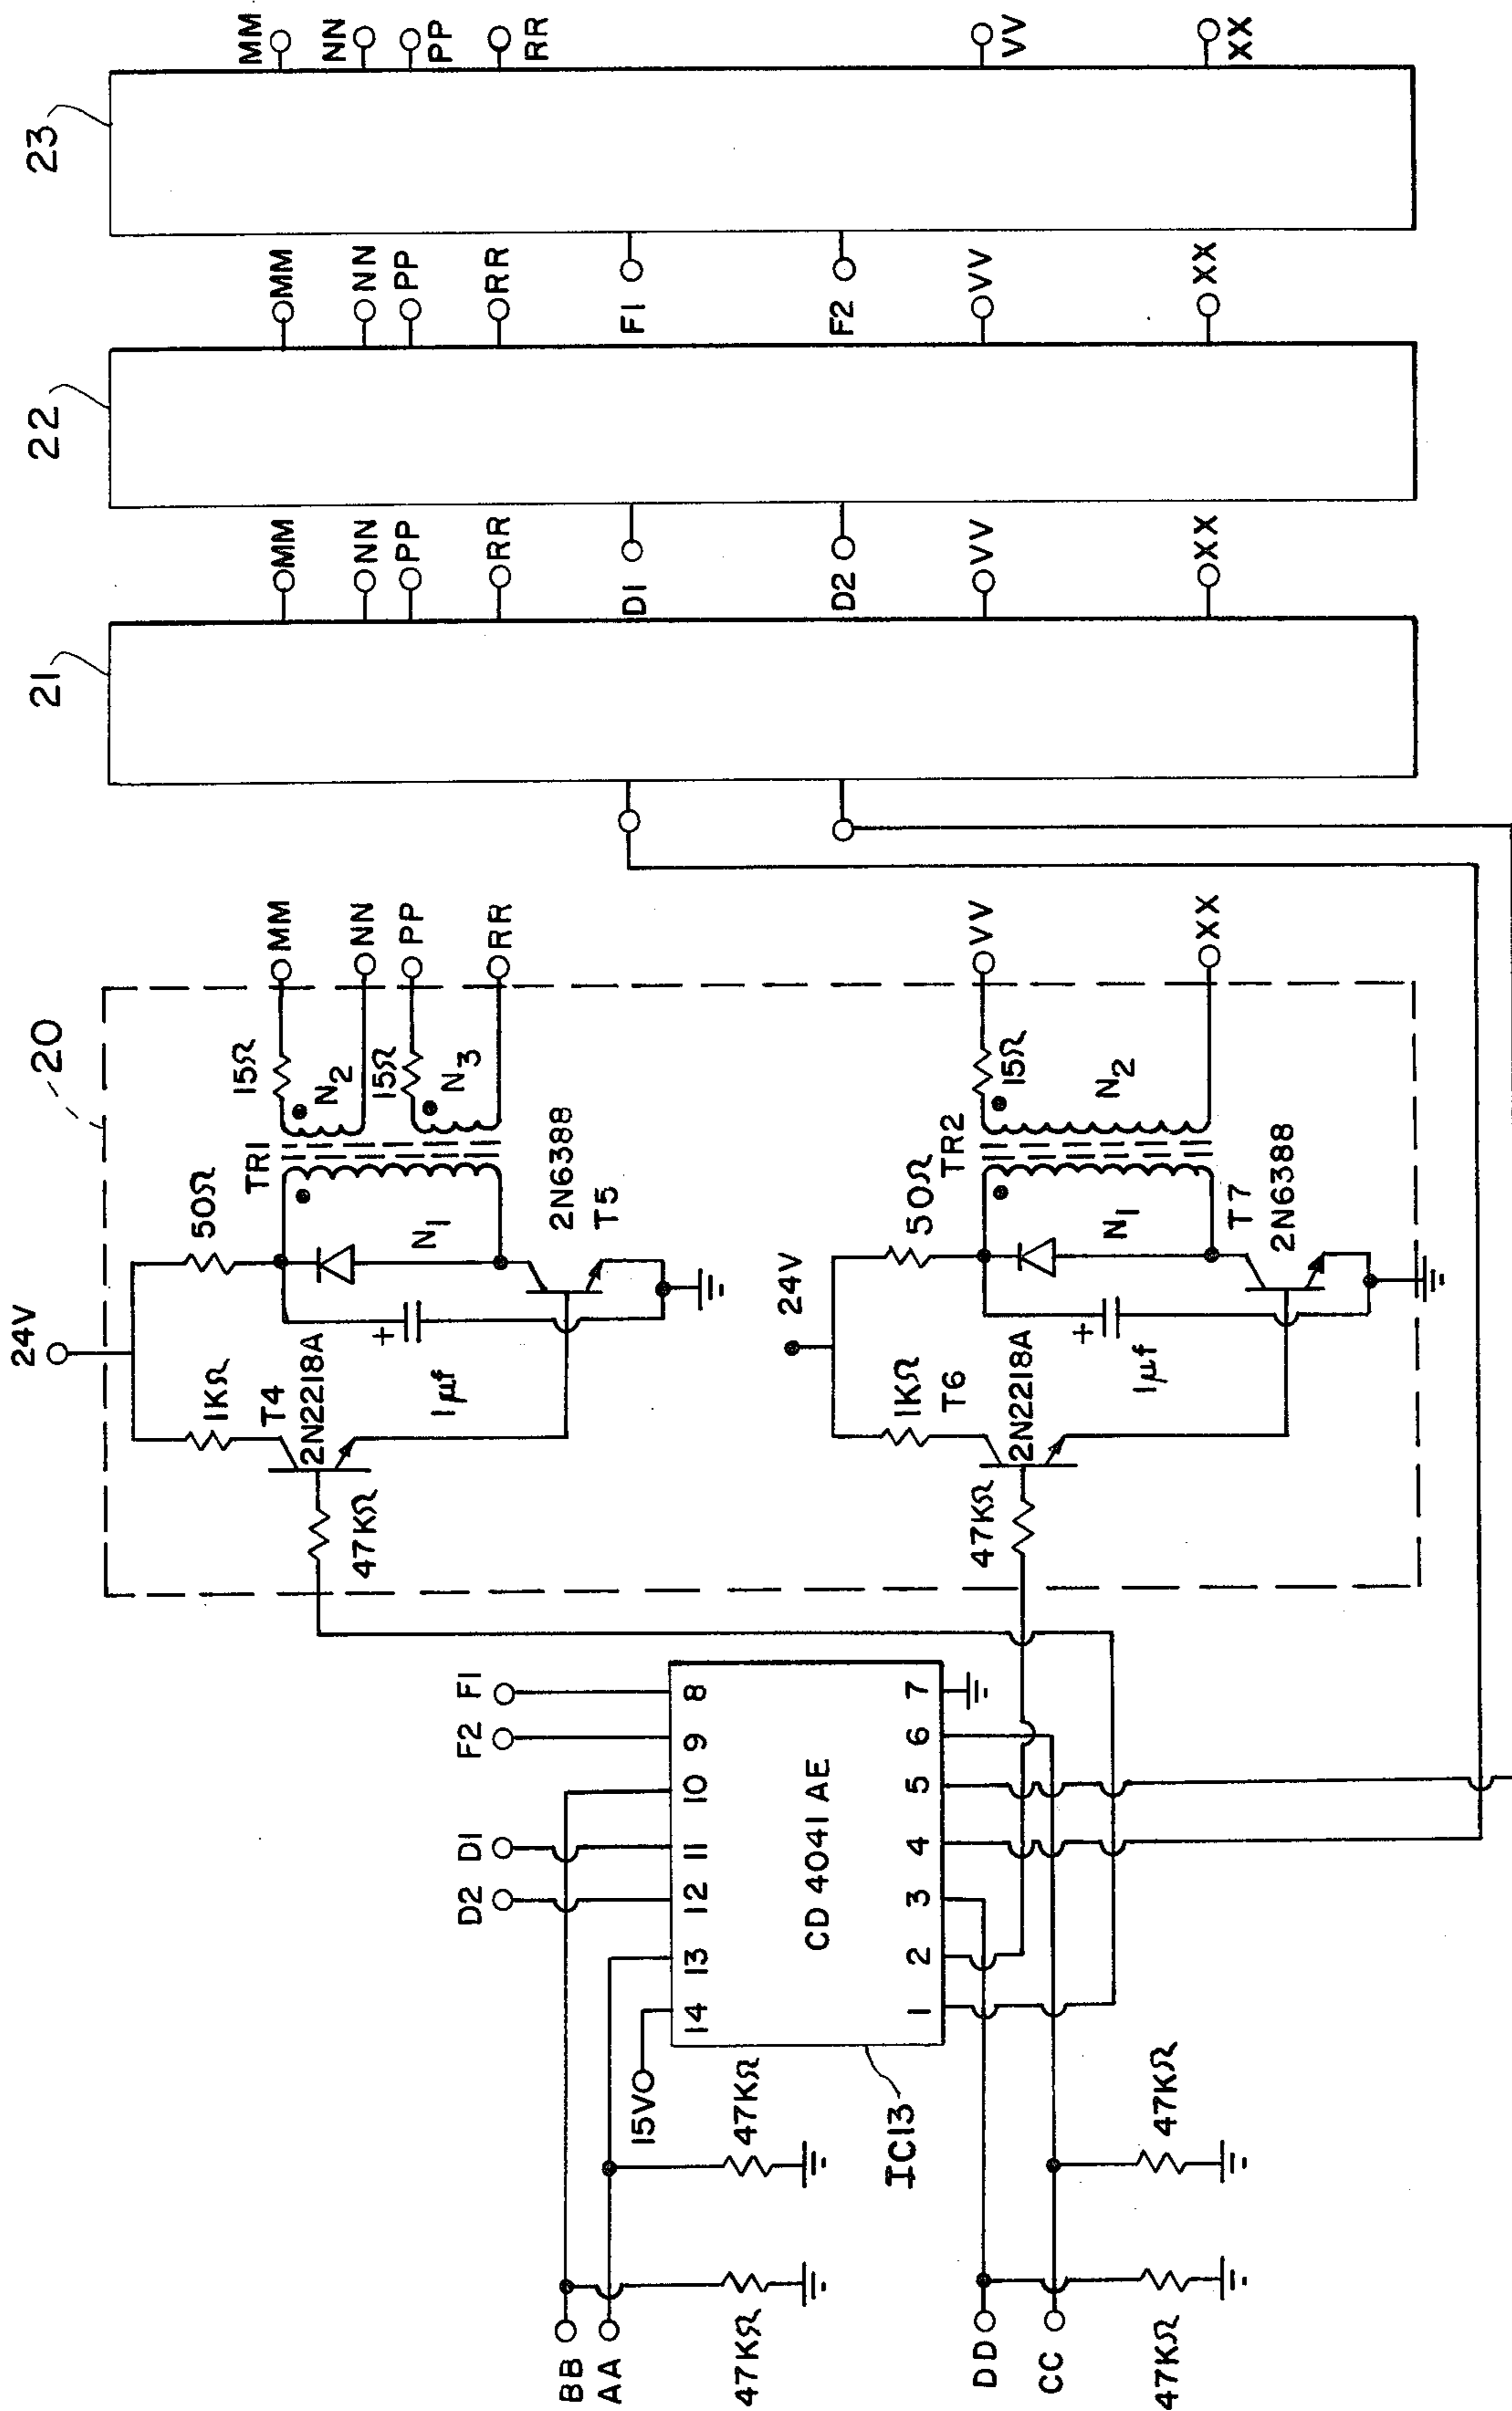 20
21
22
23
24V
1KΩ
50Ω
T4
2N2218A
47KΩ
1μf
+
N1
TR1
15Ω
N2
15Ω
N3
2N6388
T5
MM
NN
PP
RR
24V
1KΩ
50Ω
T6
2N2218A
47KΩ
1μf
+
N1
TR2
15Ω
N2
T7
2N6388
VV
XX
MM
NN
PP
RR
D1
D2
VV
XX
MM
NN
PP
RR
F1
F2
VV
XX
MM
NN
PP
RR
VV
XX
BB
AA
47KΩ
47KΩ
15V
D2
D1
F2
F1
14
13
12
11
10
9
8
CD 4041 AE
1
2
3
4
5
6
7
IC13
DD
CC
47KΩ
47KΩ